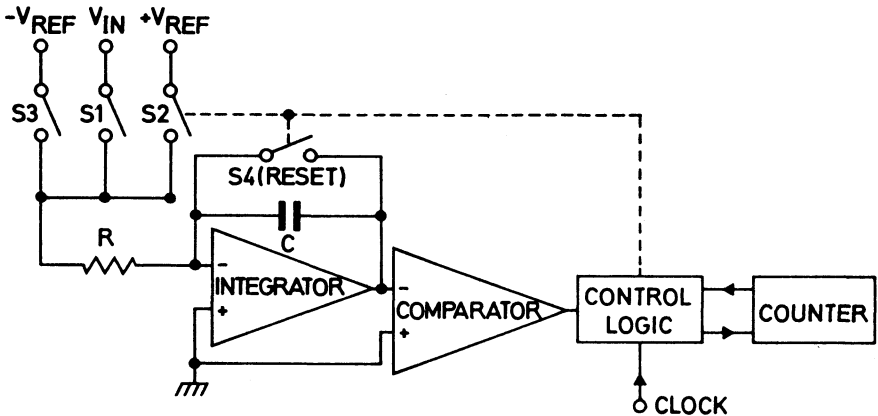 -VREF VIN +VREF
S3 S1 S2
S4(RESET)
C
R
-
INTEGRATOR
+
-
COMPARATOR
+
CONTROL
LOGIC
COUNTER
CLOCK